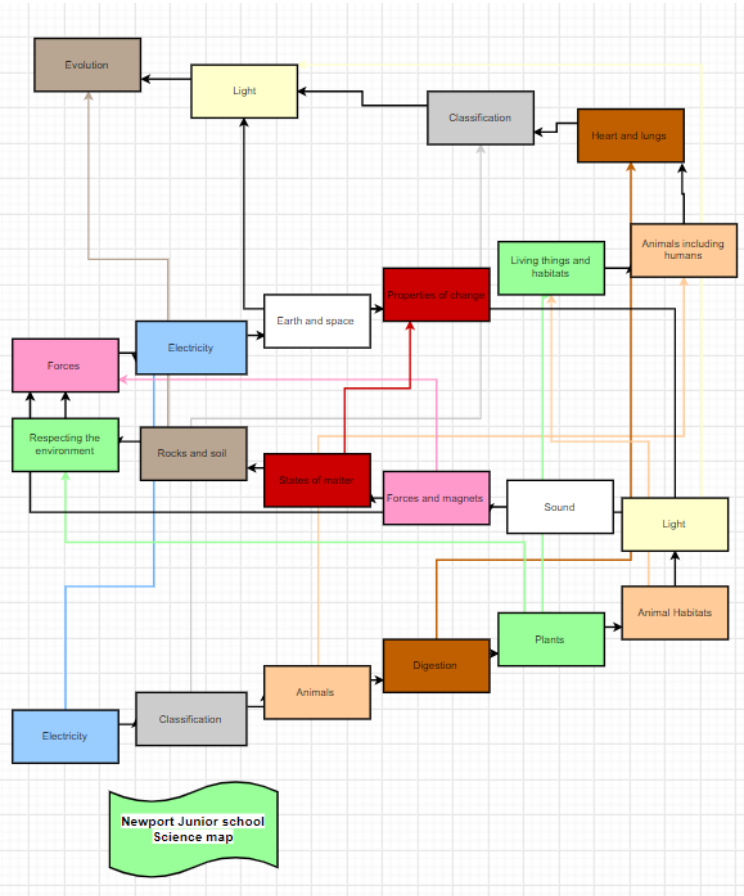 Evolution
Light
Classification
Heart and lungs
Animals including
humans
Living things and
habitats
Properties of change
Earth and space
Electricity
Forces
Respecting the
environment
Rocks and soil
States of matter
Forces and magnets
Sound
Light
Animal Habitats
Plants
Digestion
Animals
Classification
Electricity
Newport Junior school
Science map